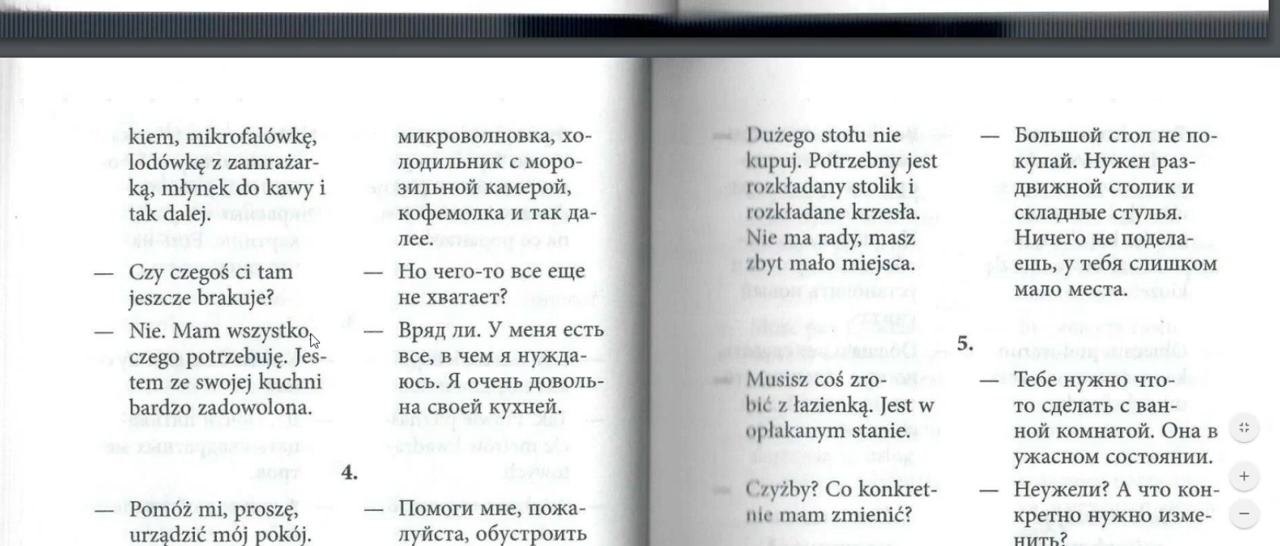 kiem, mikrofalówkę,
lodówkę z zamrażar-
ką, młynek do kawy i
tak dalej.
— Czy czegoś ci tam
jeszcze brakuje?
— Nie. Mam wszystko,
czego potrzebuję. Jes-
tem ze swojej kuchni
bardzo zadowolona.
микроволновка, хо-
лодильник с моро-
зильной камерой,
кофемолка и так да-
лее.
— Но чего-то все еще
не хватает?
— Вряд ли. У меня есть
все, в чем я нужда-
юсь. Я очень доволь-
на своей кухней.
4.
— Pomóż mi, proszę,
urządzić mój pokój.
— Помоги мне, пожа-
луйста, обустроить
— Dużego stołu nie
kupuj. Potrzebny jest
rozkładany stolik i
rozkładane krzesła.
Nie ma rady, masz
zbyt mało miejsca.
— Большой стол не по-
купай. Нужен раз-
движной столик и
складные стулья.
Ничего не подела-
ешь, у тебя слишком
мало места.
5.
— Musisz coś zro-
bić z łazienką. Jest w
opłakanym stanie.
— Czyżby? Co konkret-
nie mam zmienić?
— Тебе нужно что-
то сделать с ван-
ной комнатой. Она в
ужасном состоянии.
— Неужели? А что кон-
кретно нужно изме-
нить?